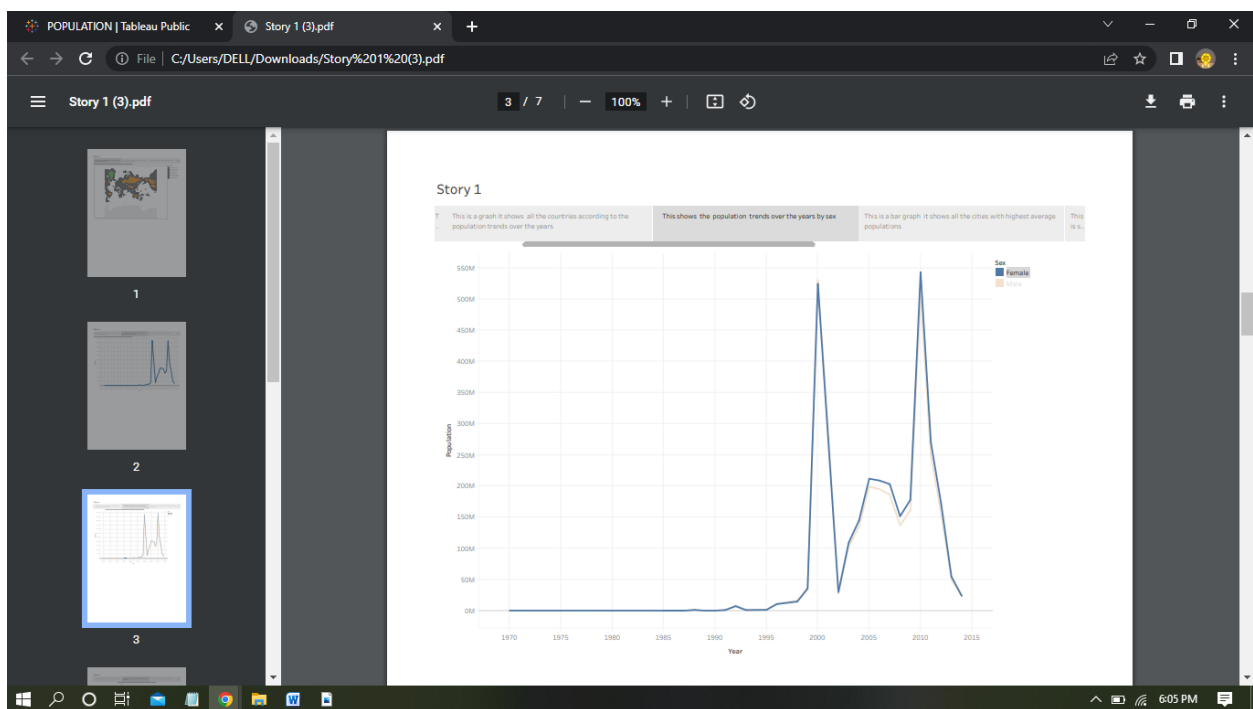 POPULATION | Tableau Public
Story 1 (3).pdf
File | C:/Users/DELL/Downloads/Story%201%20(3).pdf
Story 1 (3).pdf
3 / 7
100%
1
2
3
Story 1
T
..
This is a graoh it shows all the countries according to the
population trands over the years
This shows the population trends over the years by sex
This is a bar graph it shows all the cities with highest average
populations
This
is s..
Sex
Female
Male
Population
550M
500M
450M
400M
350M
300M
250M
200M
150M
100M
50M
0M
1970 1975 1980 1985 1990 1995 2000 2005 2010 2015
Year
6:05 PM